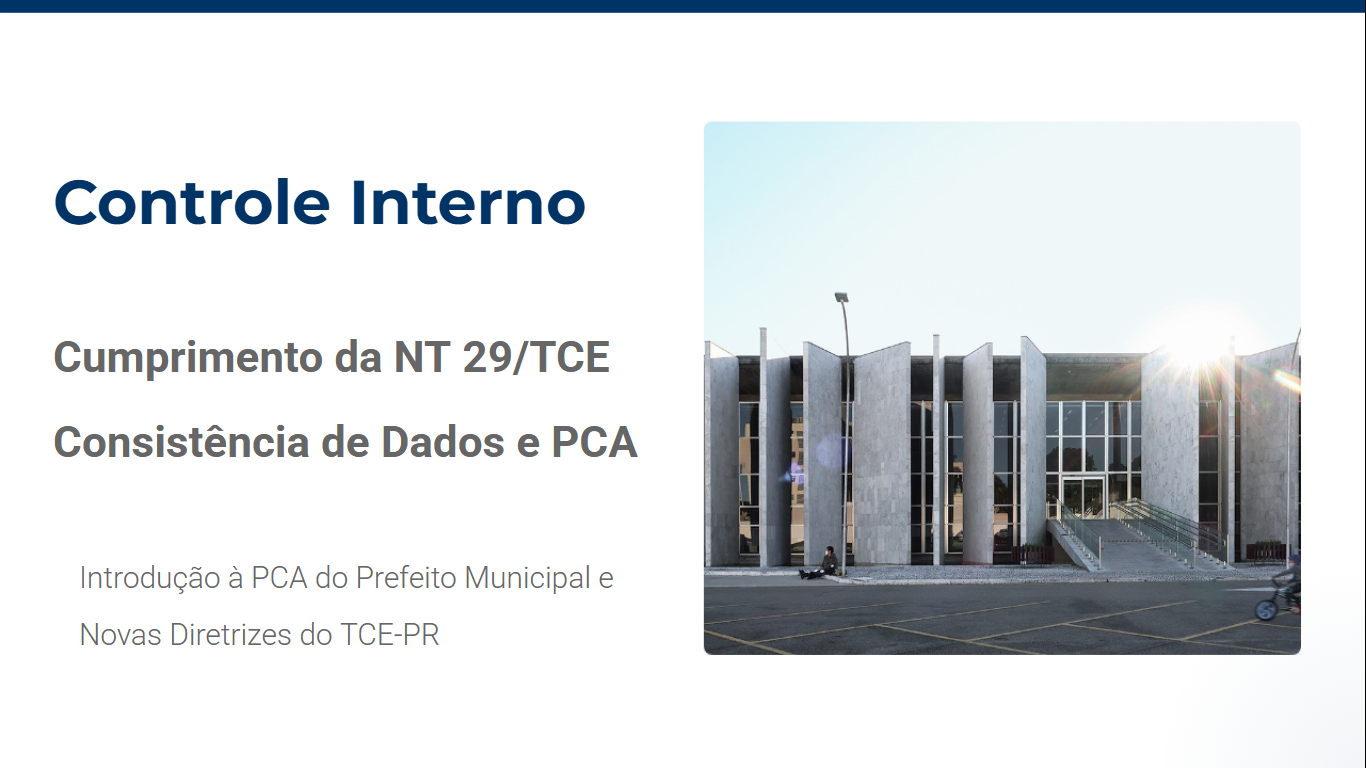 Controle Interno
Cumprimento da NT 29/TCE
Consistência de Dados e PCA
Introdução à PCA do Prefeito Municipal e
Novas Diretrizes do TCE-PR